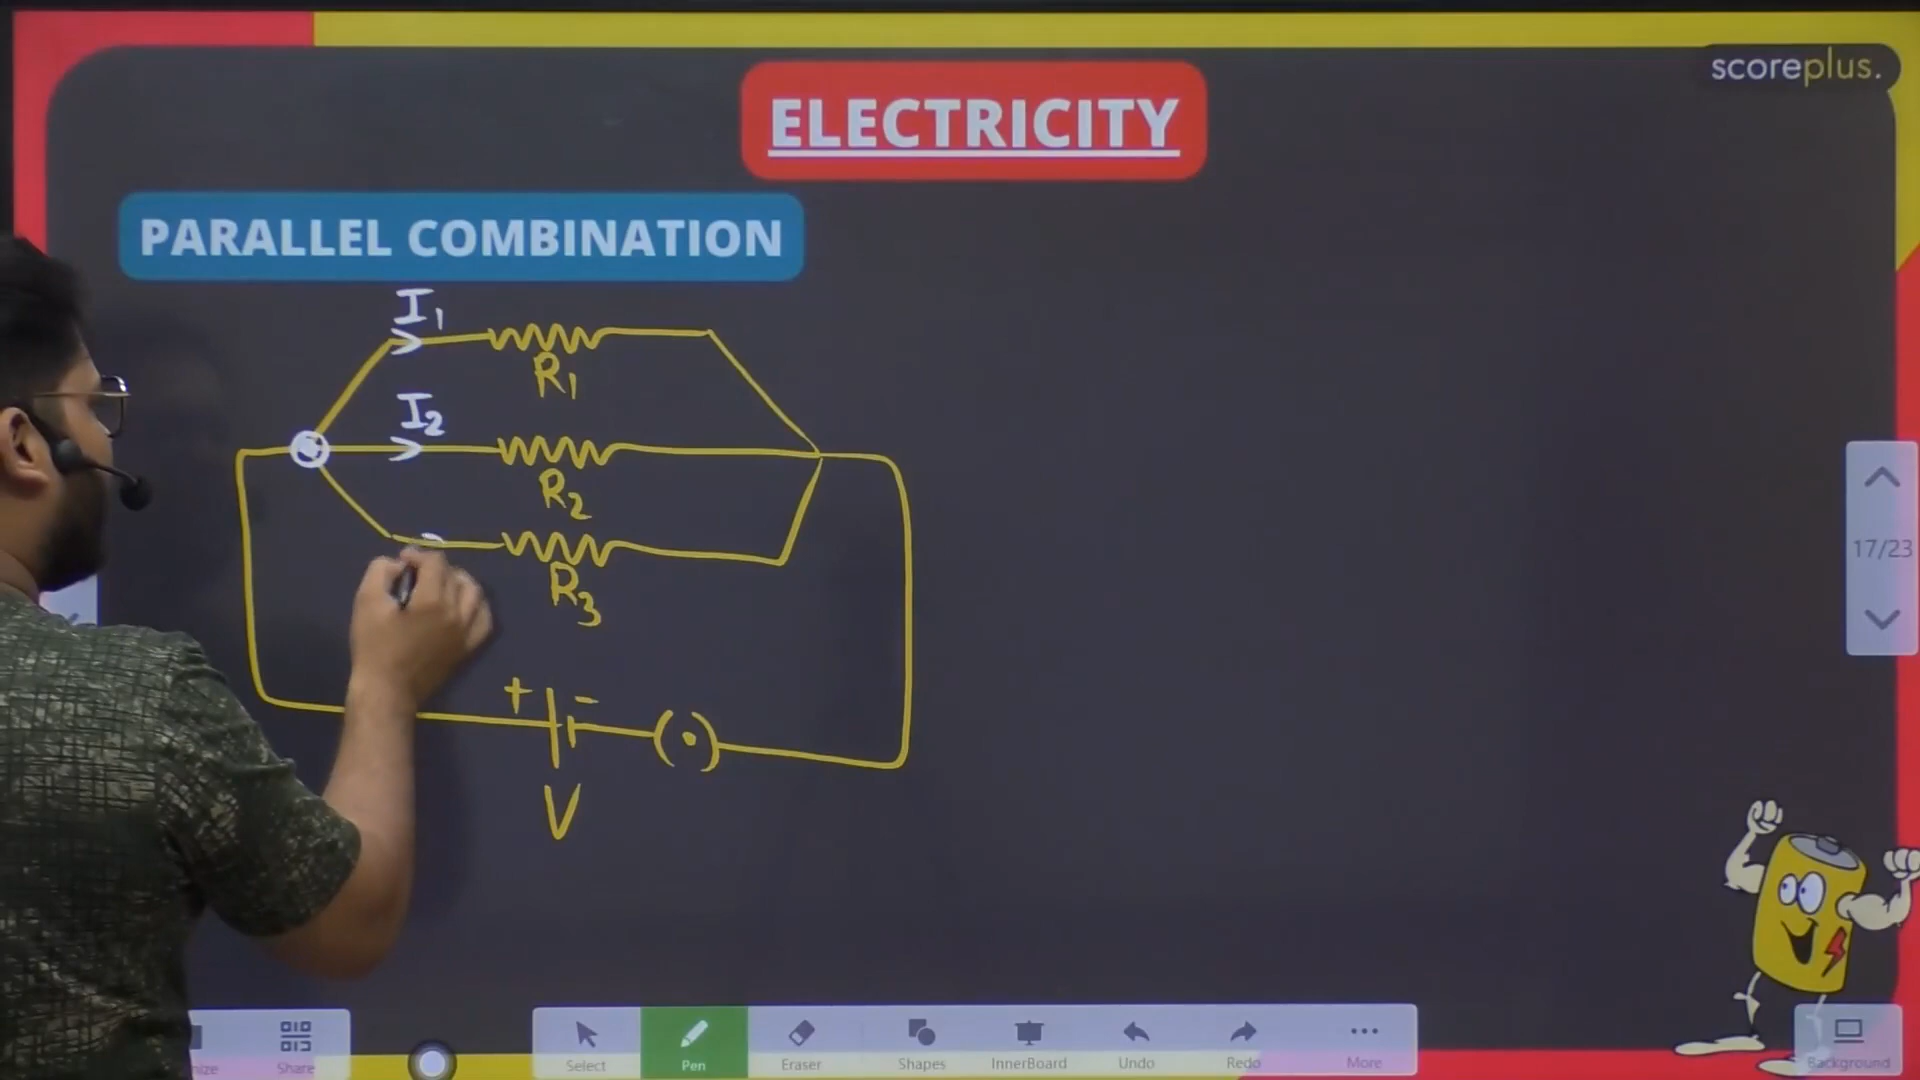 scoreplus.
ELECTRICITY
PARALLEL COMBINATION
I1
R1
I2
R2
R3
+ -
V
17/23
Share
Select
Pen
Eraser
Shapes
InnerBoard
Undo
Redo
More
Background